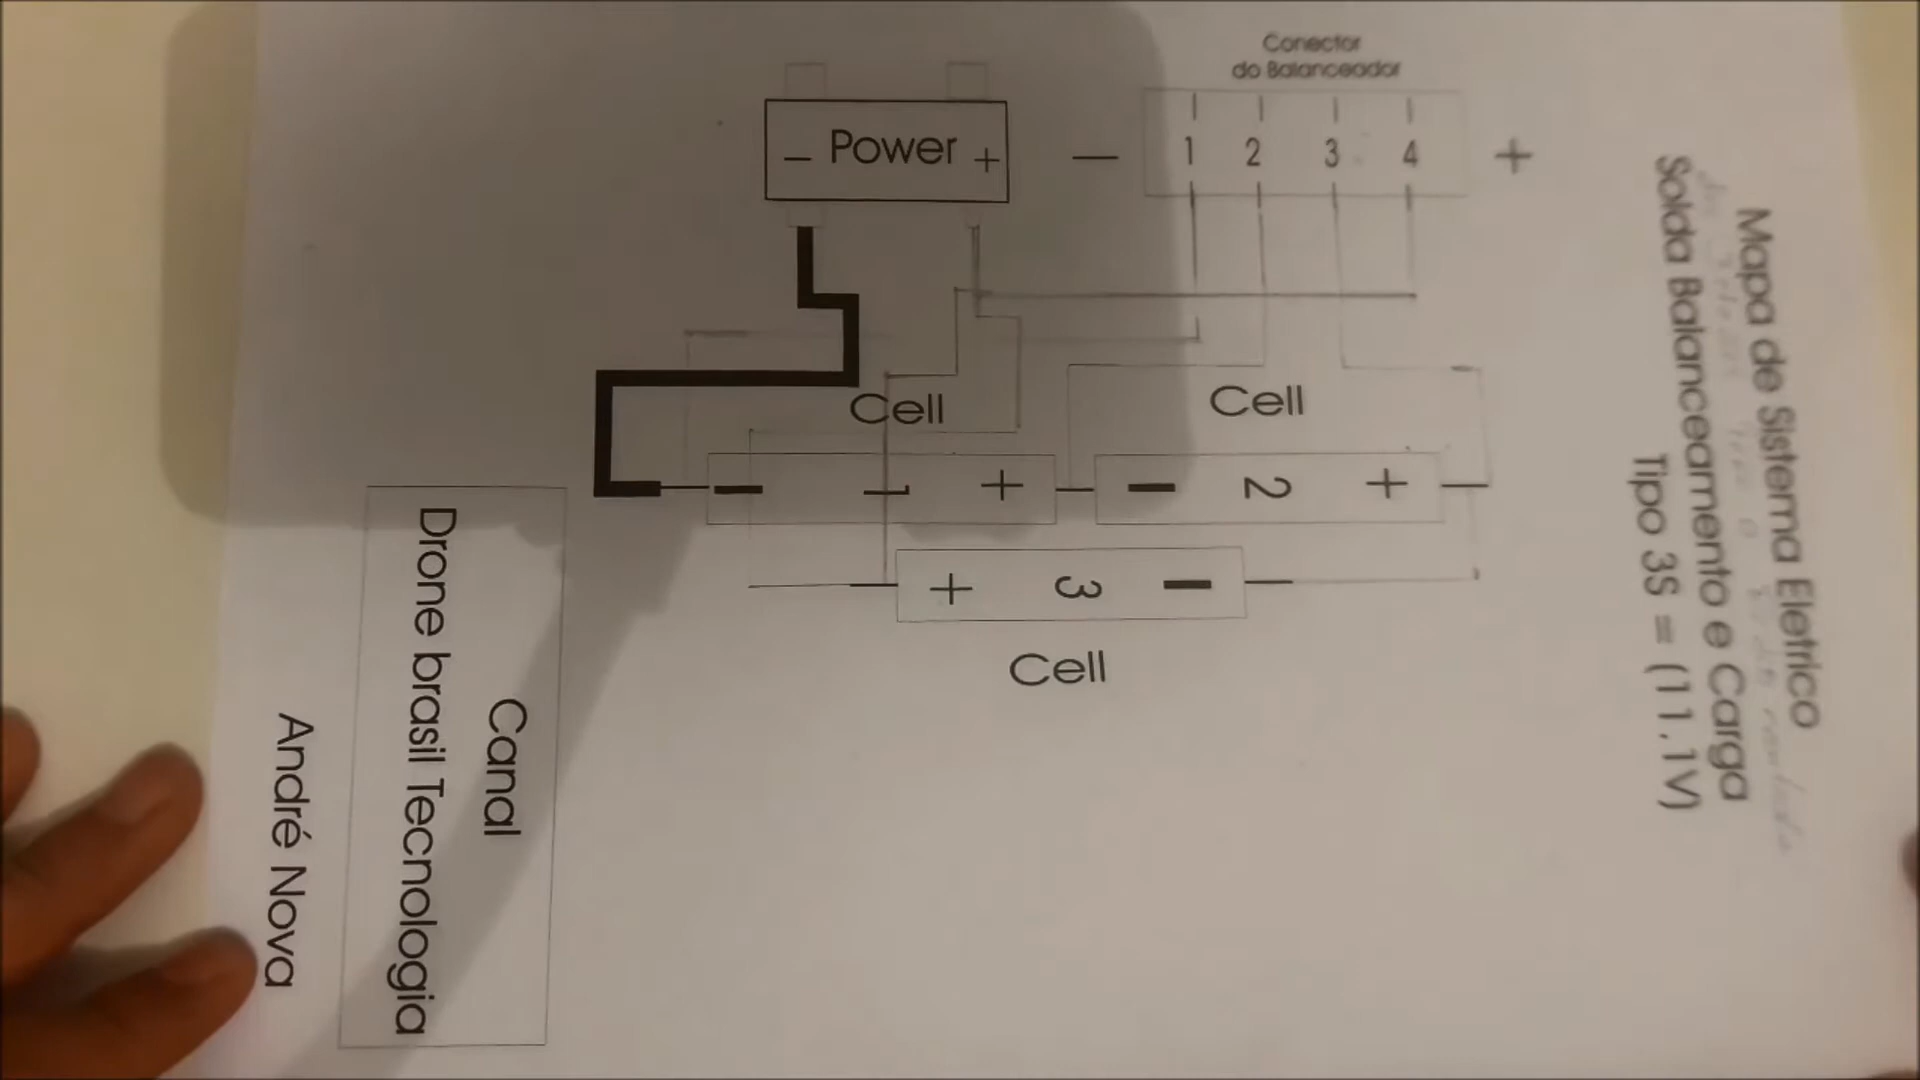 Conector
do Balanceador
— Power +
— 1 2 3 4 +
Mapa de Sistema Eletrico
Solda Balanceamento e Carga
Tipo 3S = (11.1V)
Cell
Cell
— 1 +
— 2 +
+ 3 —
Cell
Canal
Drone brasil Tecnologia
André Nova